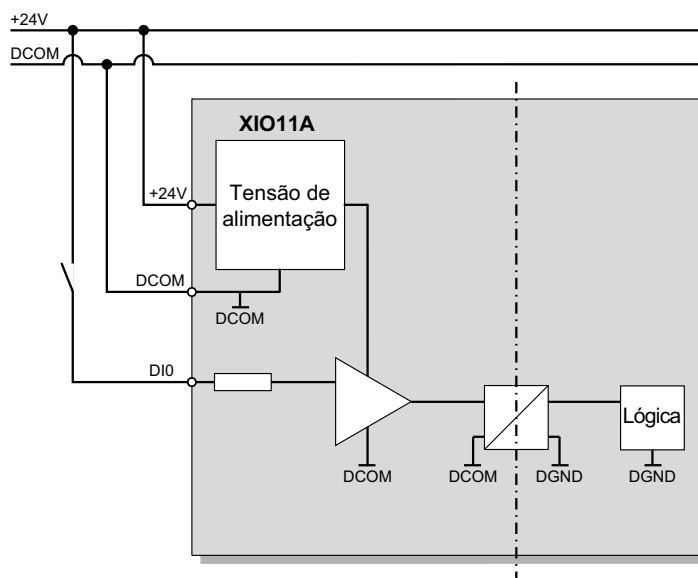 +24V
DCOM
XIO11A
+24V
Tensão de
alimentação
DCOM
DCOM
DI0
Lógica
DCOM
DCOM
DGND
DGND